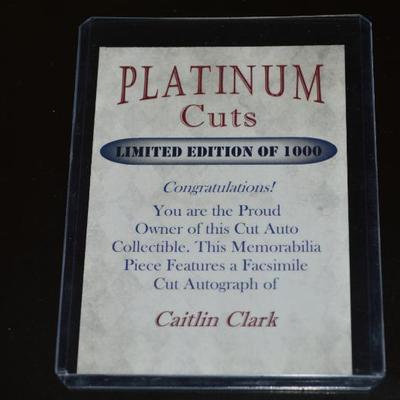 PLATINUM
Cuts
LIMITED EDITION OF 1000
Congratulations!
You are the Proud
Owner of this Cut Auto
Collectible. This Memorabilia
Piece Features a Facsimile
Cut Autograph of
Caitlin Clark